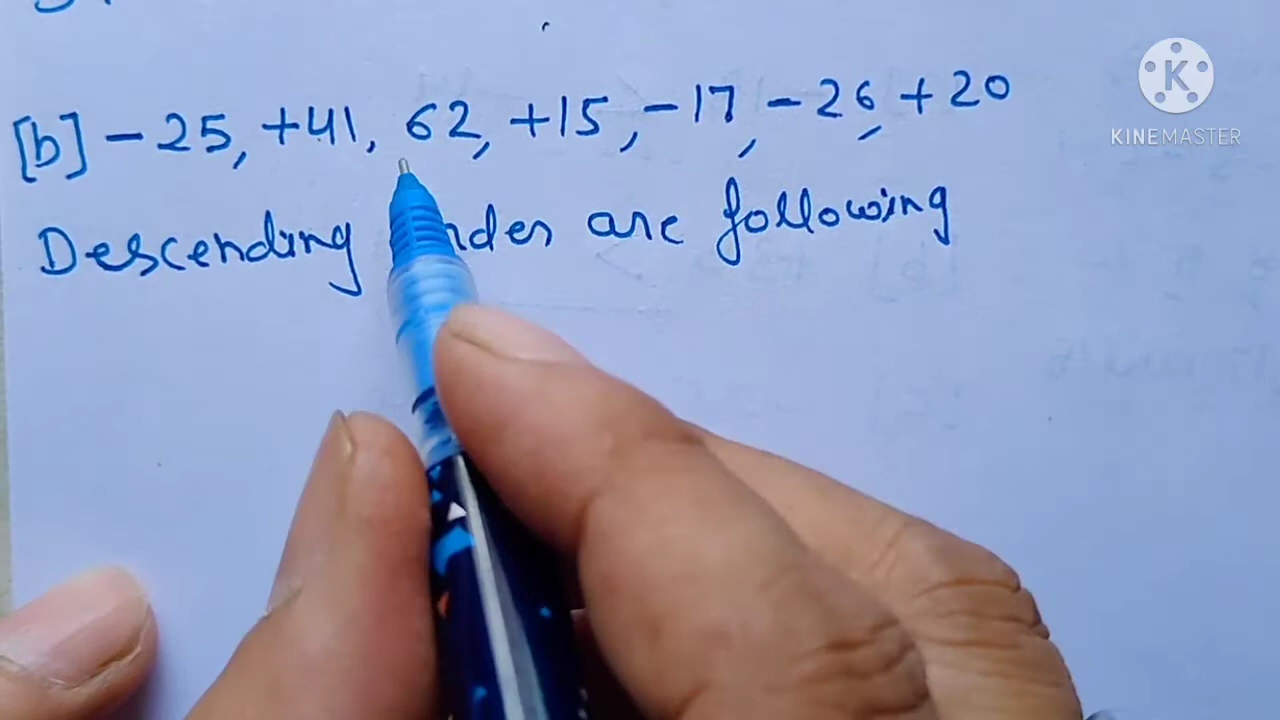 [b] -25, +41, 62, +15, -17, -26, +20
Descending are following
KINEMASTER